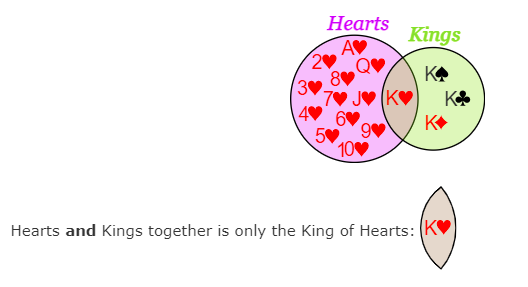 Hearts
Kings
A♥
2♥ Q♥
K♠
8♥
3♥
7♥ J♥ K♥ K♣
4♥
6♥
K♦
9♥
5♥
10♥
Hearts and Kings together is only the King of Hearts: K♥